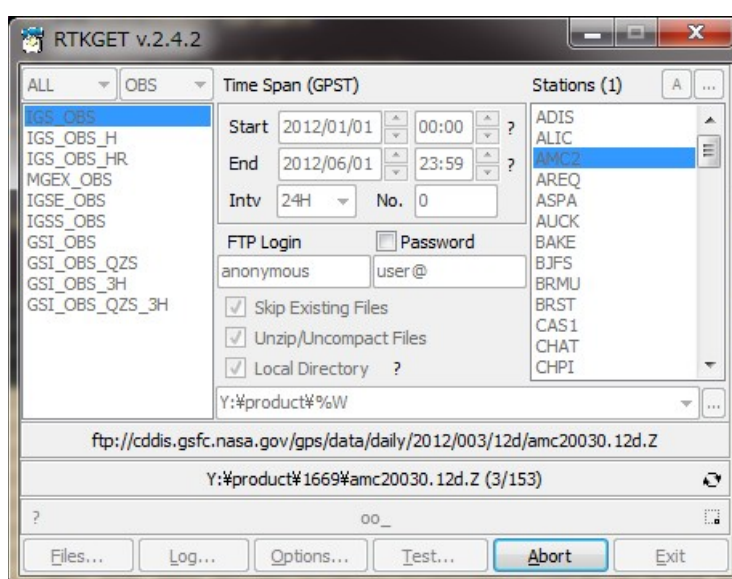 RTKGET v.2.4.2
ALL OBS Time Span (GPST) Stations (1) A ...
IGS_OBS
IGS_OBS_H
IGS_OBS_HR
MGEX_OBS
IGSE_OBS
IGSS_OBS
GSI_OBS
GSI_OBS_QZS
GSI_OBS_3H
GSI_OBS_QZS_3H
Start 2012/01/01 00:00 ?
End 2012/06/01 23:59 ?
Intv 24H No. 0
FTP Login Password
anonymous user@
Skip Existing Files
Unzip/Uncompact Files
Local Directory ?
ADIS
ALIC
AMC2
AREQ
ASPA
AUCK
BAKE
BJFS
BRMU
BRST
CAS1
CHAT
CHPI
Y:¥product¥%W ...
ftp://cddis.gsfc.nasa.gov/gps/data/daily/2012/003/12d/amc20030.12d.Z
Y:¥product¥1669¥amc20030.12d.Z (3/153)
? oo_
Files... Log... Options... Test... Abort Exit